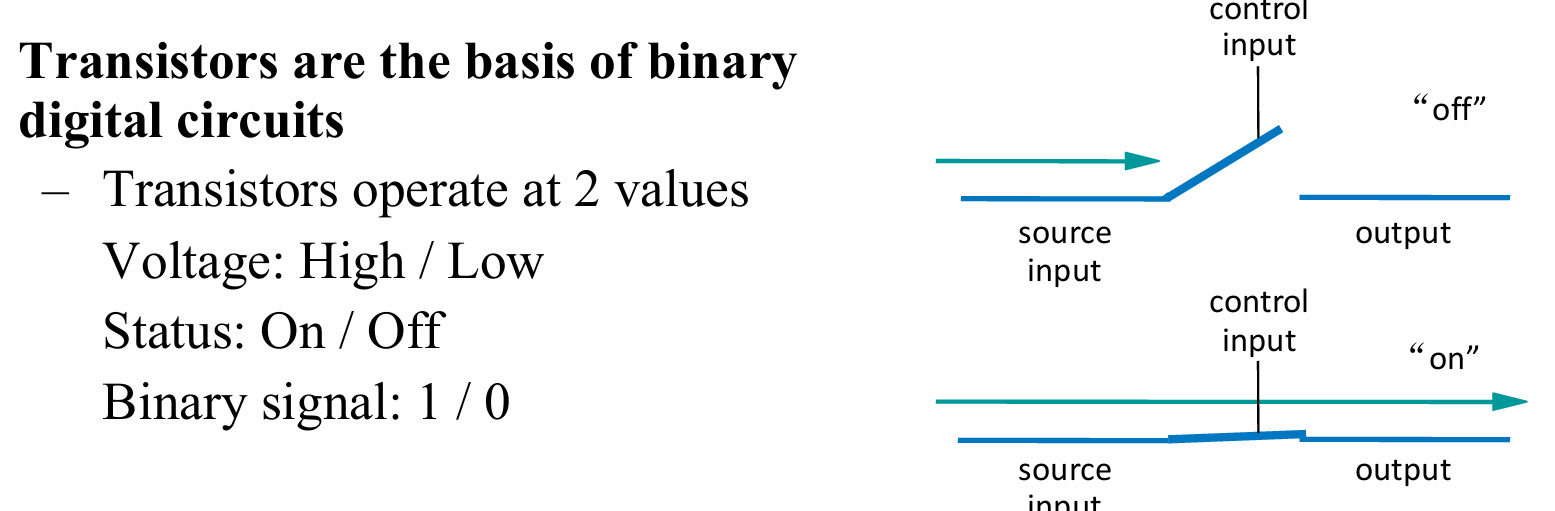 Transistors are the basis of binary
digital circuits
– Transistors operate at 2 values
Voltage: High / Low
Status: On / Off
Binary signal: 1 / 0
control
input
“off”
source
input
output
control
input
“on”
source
input
output